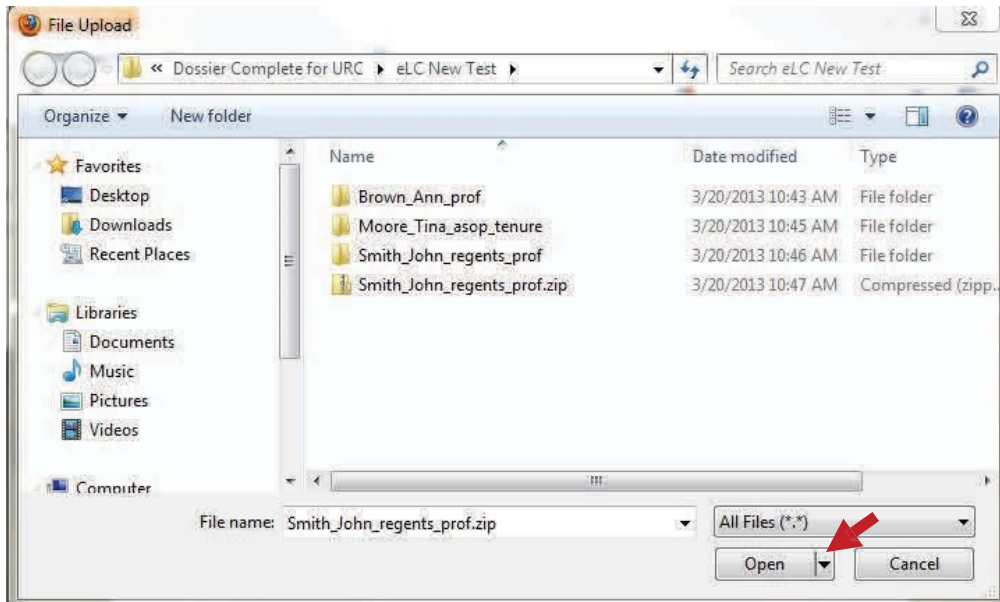 File Upload
« Dossier Complete for URC ▸ eLC New Test ▸ Search eLC New Test
Organize New folder
Name Date modified Type
Favorites
Desktop
Downloads
Recent Places
Libraries
Documents
Music
Pictures
Videos
Computer
Brown_Ann_prof 3/20/2013 10:43 AM File folder
Moore_Tina_asop_tenure 3/20/2013 10:45 AM File folder
Smith_John_regents_prof 3/20/2013 10:46 AM File folder
Smith_John_regents_prof.zip 3/20/2013 10:47 AM Compressed (zipp..
File name: Smith_John_regents_prof.zip All Files (*.*)
Open Cancel